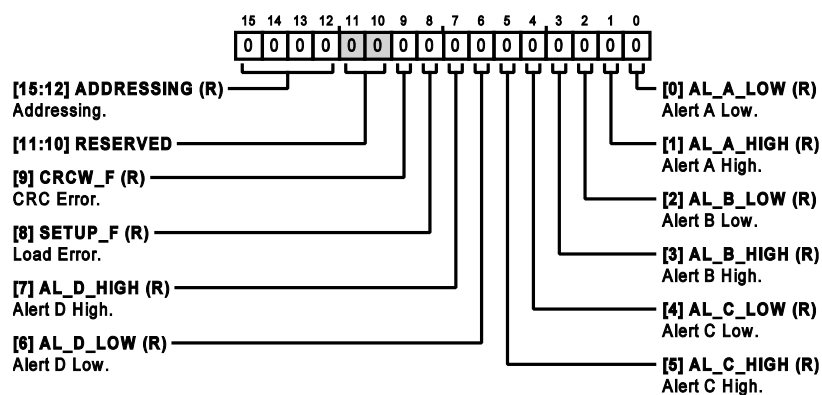 15 14 13 12 11 10 9 8 7 6 5 4 3 2 1 0
0 0 0 0 0 0 0 0 0 0 0 0 0 0 0 0
[15:12] ADDRESSING (R)
Addressing.
[11:10] RESERVED
[9] CRCW_F (R)
CRC Error.
[8] SETUP_F (R)
Load Error.
[7] AL_D_HIGH (R)
Alert D High.
[6] AL_D_LOW (R)
Alert D Low.
[0] AL_A_LOW (R)
Alert A Low.
[1] AL_A_HIGH (R)
Alert A High.
[2] AL_B_LOW (R)
Alert B Low.
[3] AL_B_HIGH (R)
Alert B High.
[4] AL_C_LOW (R)
Alert C Low.
[5] AL_C_HIGH (R)
Alert C High.